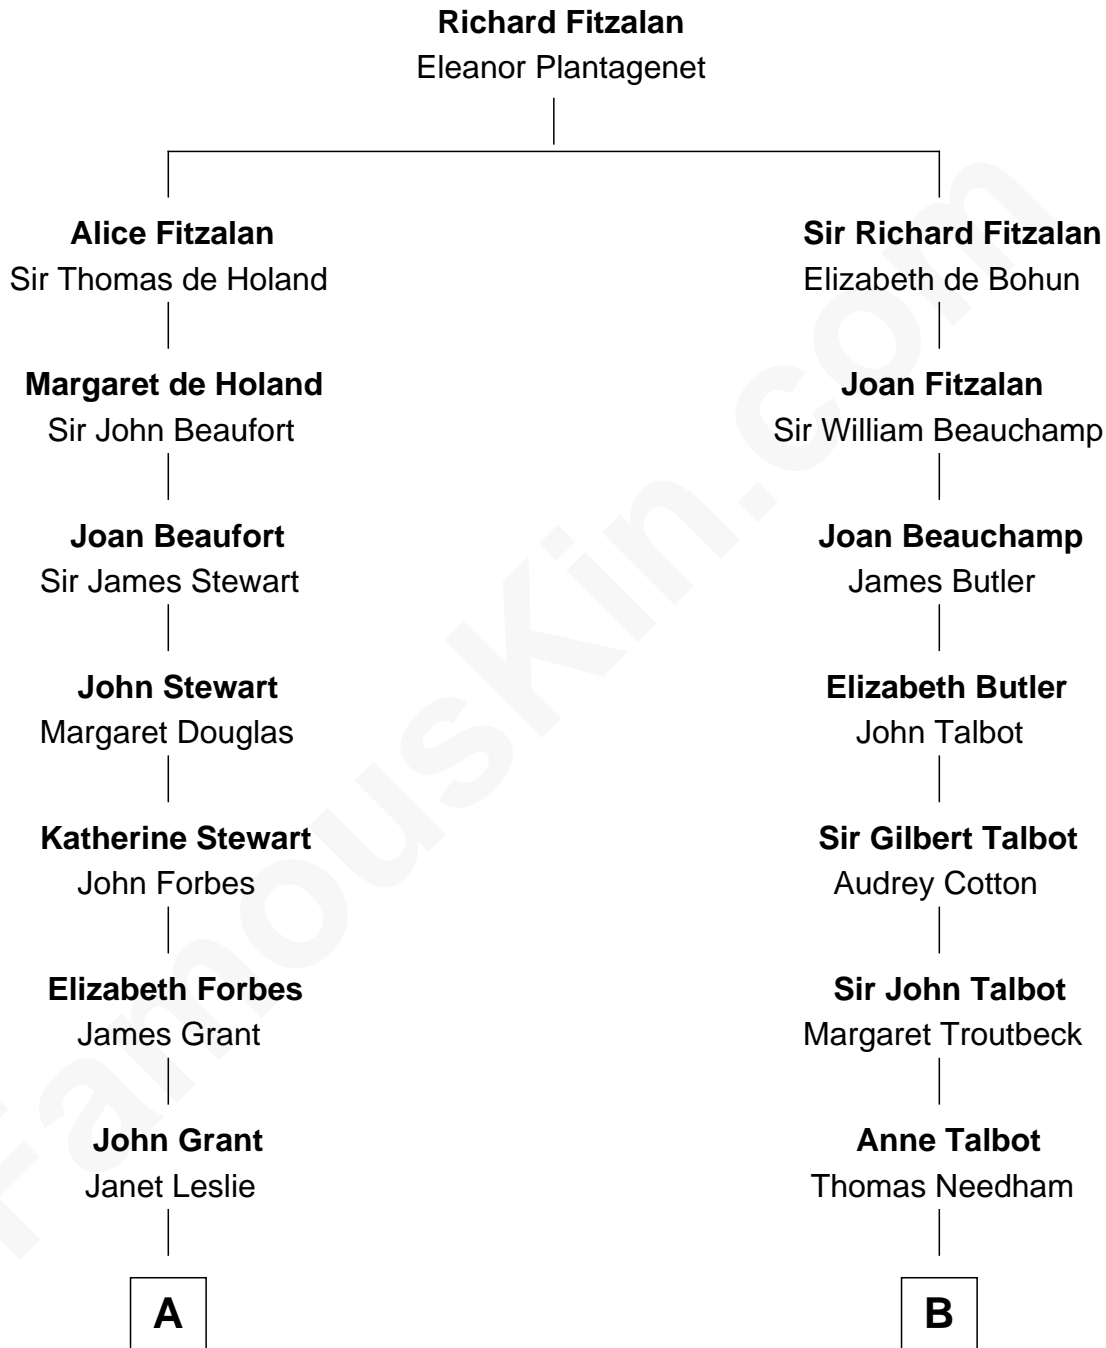 Richard Fitzalan
Eleanor Plantagenet
Alice Fitzalan
Sir Thomas de Holand
Sir Richard Fitzalan
Elizabeth de Bohun
Margaret de Holand
Sir John Beaufort
Joan Fitzalan
Sir William Beauchamp
Joan Beaufort
Sir James Stewart
Joan Beauchamp
James Butler
John Stewart
Margaret Douglas
Elizabeth Butler
John Talbot
Katherine Stewart
John Forbes
Sir Gilbert Talbot
Audrey Cotton
Elizabeth Forbes
James Grant
Sir John Talbot
Margaret Troutbeck
John Grant
Janet Leslie
Anne Talbot
Thomas Needham
A
B
FamousKin.com